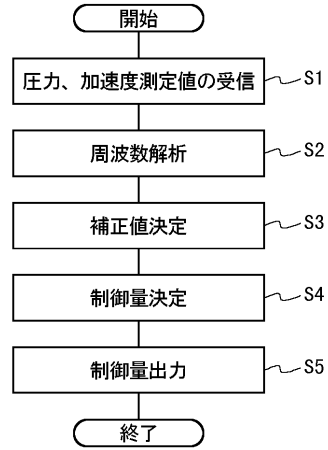 開始
圧力、加速度測定値の受信
S1
周波数解析
S2
補正値決定
S3
制御量決定
S4
制御量出力
S5
終了